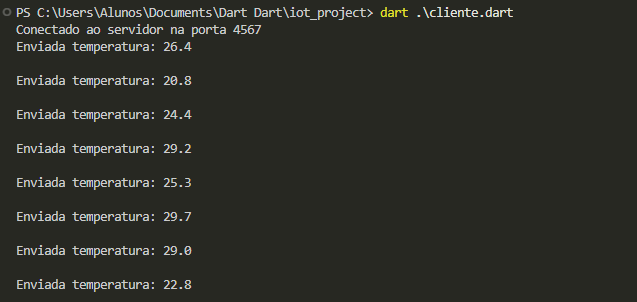 PS C:\Users\Alunos\Documents\Dart Dart\iot_project> dart .\cliente.dart
Conectado ao servidor na porta 4567
Enviada temperatura: 26.4
Enviada temperatura: 20.8
Enviada temperatura: 24.4
Enviada temperatura: 29.2
Enviada temperatura: 25.3
Enviada temperatura: 29.7
Enviada temperatura: 29.0
Enviada temperatura: 22.8